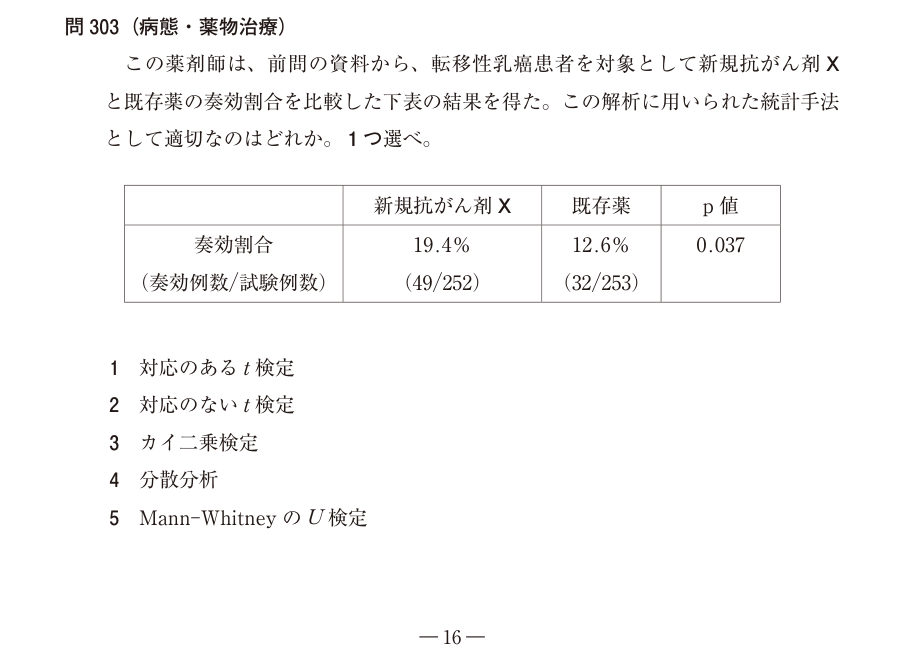 問 303（病態・薬物治療）
この薬剤師は、前問の資料から、転移性乳癌患者を対象として新規抗がん剤 X
と既存薬の奏効割合を比較した下表の結果を得た。この解析に用いられた統計手法
として適切なのはどれか。1つ選べ。
新規抗がん剤 X 既存薬 p 値
奏効割合 19.4% 12.6% 0.037
（奏効例数/試験例数） （49/252） （32/253）
1 対応のある t 検定
2 対応のない t 検定
3 カイ二乗検定
4 分散分析
5 Mann-Whitney の U 検定
― 16 ―